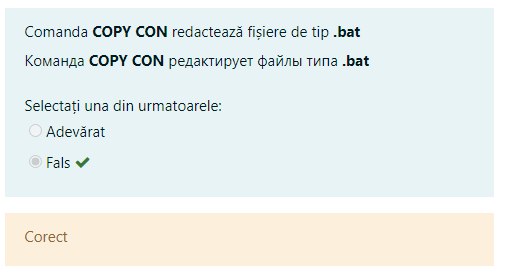 Comanda COPY CON redactează fișiere de tip .bat
Команда COPY CON редактирует файлы типа .bat
Selectați una din urmatoarele:
Adevărat
Fals
Corect